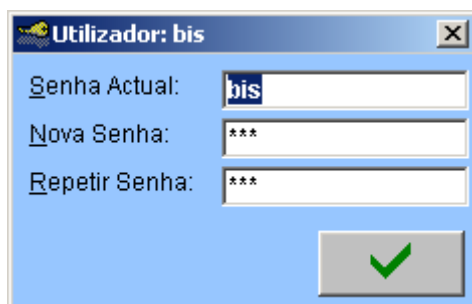 Utilizador: bis
Senha Actual: bis
Nova Senha: ***
Repetir Senha: ***